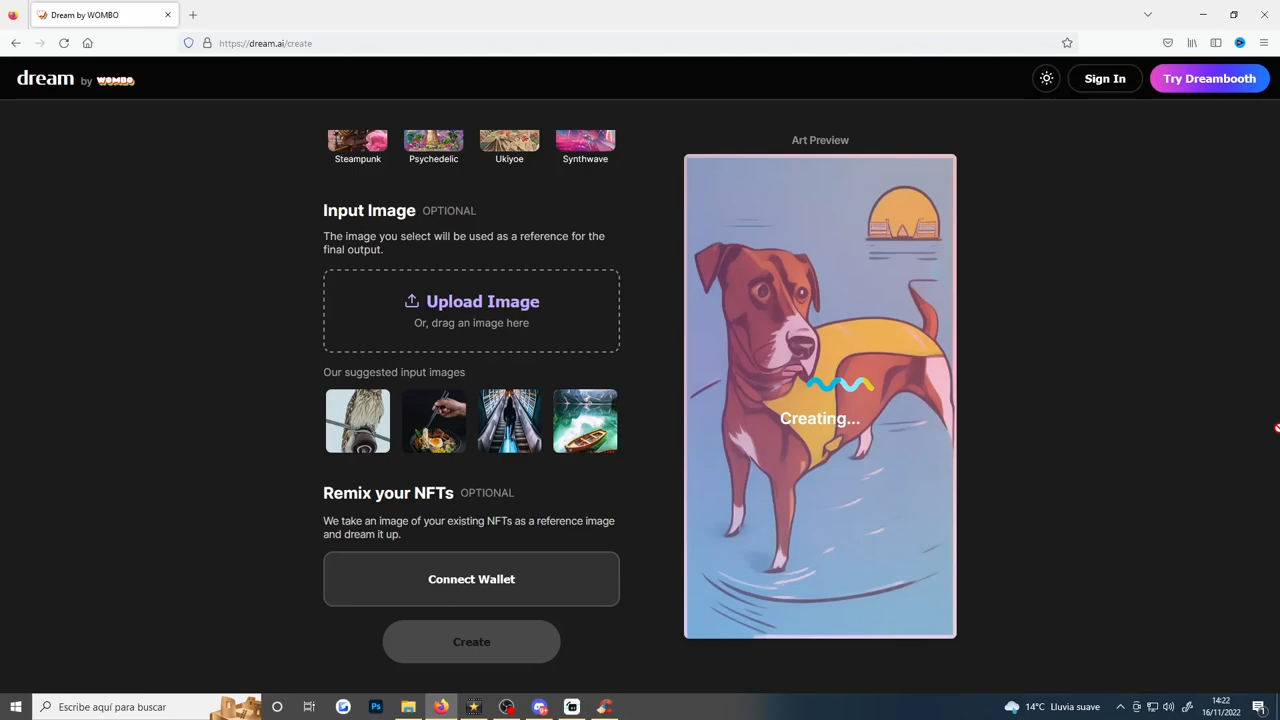 Dream by WOMBO
https://dream.ai/create
dream by WOMBO
Sign In
Try Dreambooth
Steampunk
Psychedelic
Ukiyoe
Synthwave
Input Image OPTIONAL
The image you select will be used as a reference for the
final output.
Upload Image
Or, drag an image here
Our suggested input images
Remix your NFTs OPTIONAL
We take an image of your existing NFTs as a reference image
and dream it up.
Connect Wallet
Create
Art Preview
Creating...
Escribe aquí para buscar
Ps
14°C Lluvia suave
14:22
16/11/2022